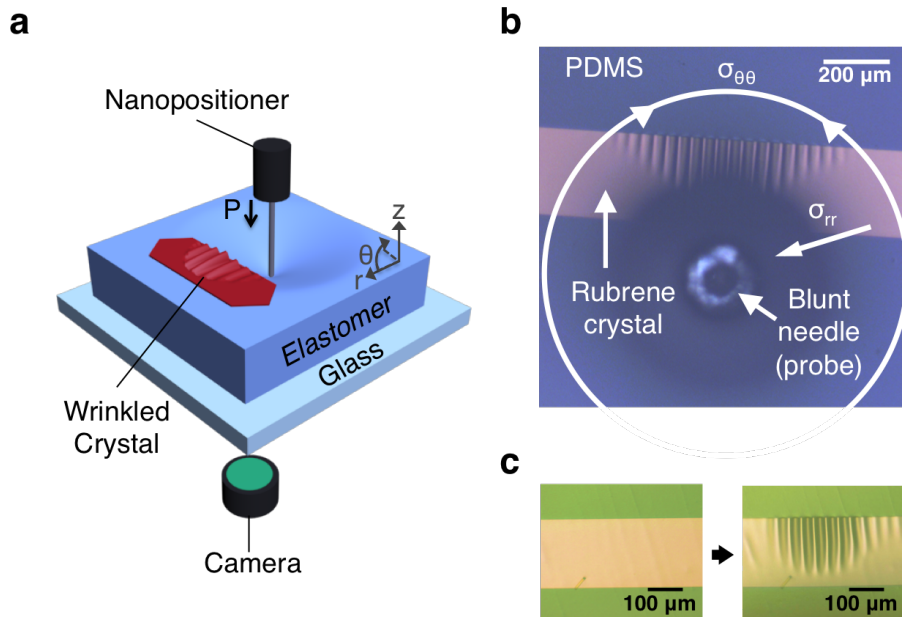 a
Nanopositioner
P
z
θ
r
Elastomer
Glass
Wrinkled
Crystal
Camera
b
PDMS
σθθ
200 μm
σrr
Rubrene
crystal
Blunt
needle
(probe)
c
100 μm
100 μm